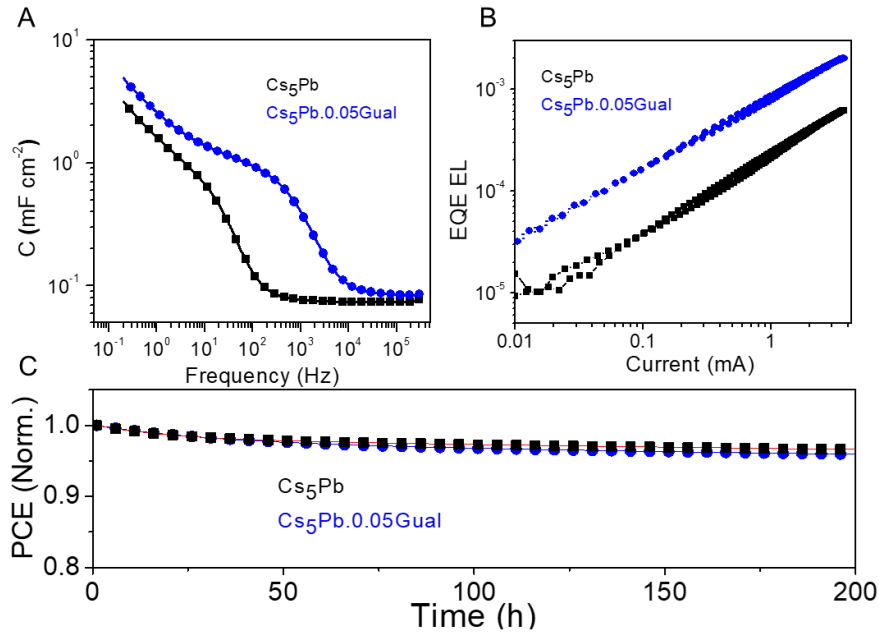 A
C (mF cm⁻²)
10¹
10⁰
10⁻¹
Cs₅Pb
Cs₅Pb.0.05Gual
10⁻¹ 10⁰ 10¹ 10² 10³ 10⁴ 10⁵
Frequency (Hz)
B
EQE EL
10⁻³
10⁻⁴
10⁻⁵
Cs₅Pb
Cs₅Pb.0.05Gual
0.01 0.1 1
Current (mA)
C
PCE (Norm.)
1.0
0.9
0.8
Cs₅Pb
Cs₅Pb.0.05Gual
0 50 100 150 200
Time (h)